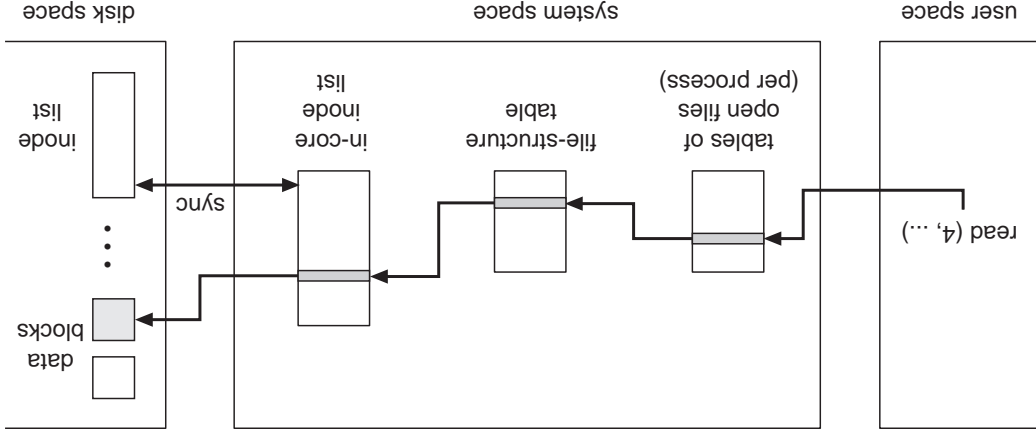 data
blocks
read (4, ...)
sync
tables of
open files
(per process)
file-structure
table
in-core
inode
list
inode
list
user space
system space
disk space